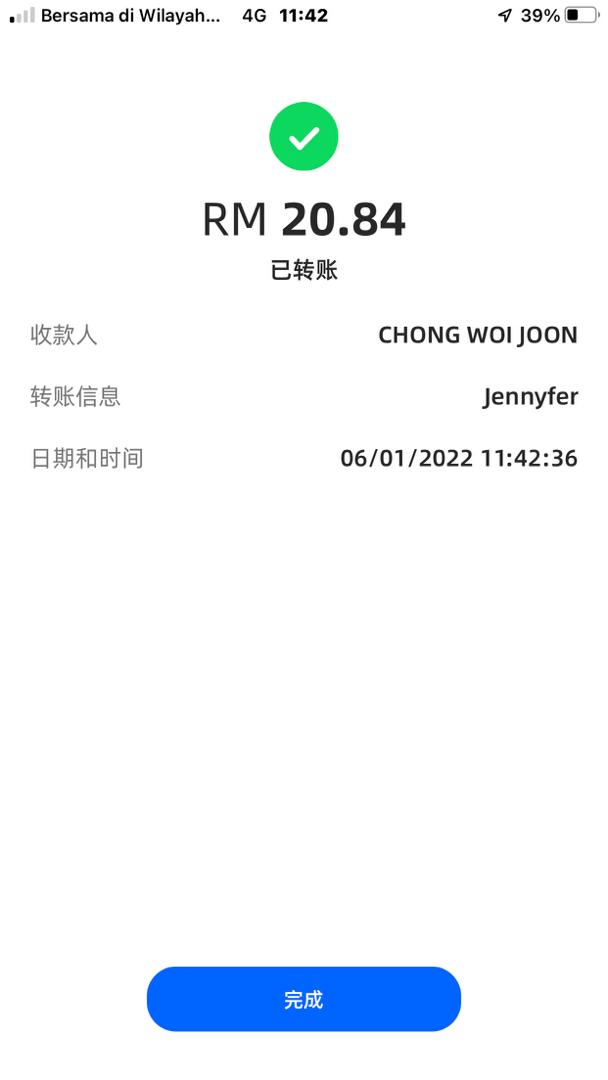 Bersama di Wilayah... 4G 11:42 39%
RM 20.84
已转账
收款人 CHONG WOI JOON
转账信息 Jennyfer
日期和时间 06/01/2022 11:42:36
完成